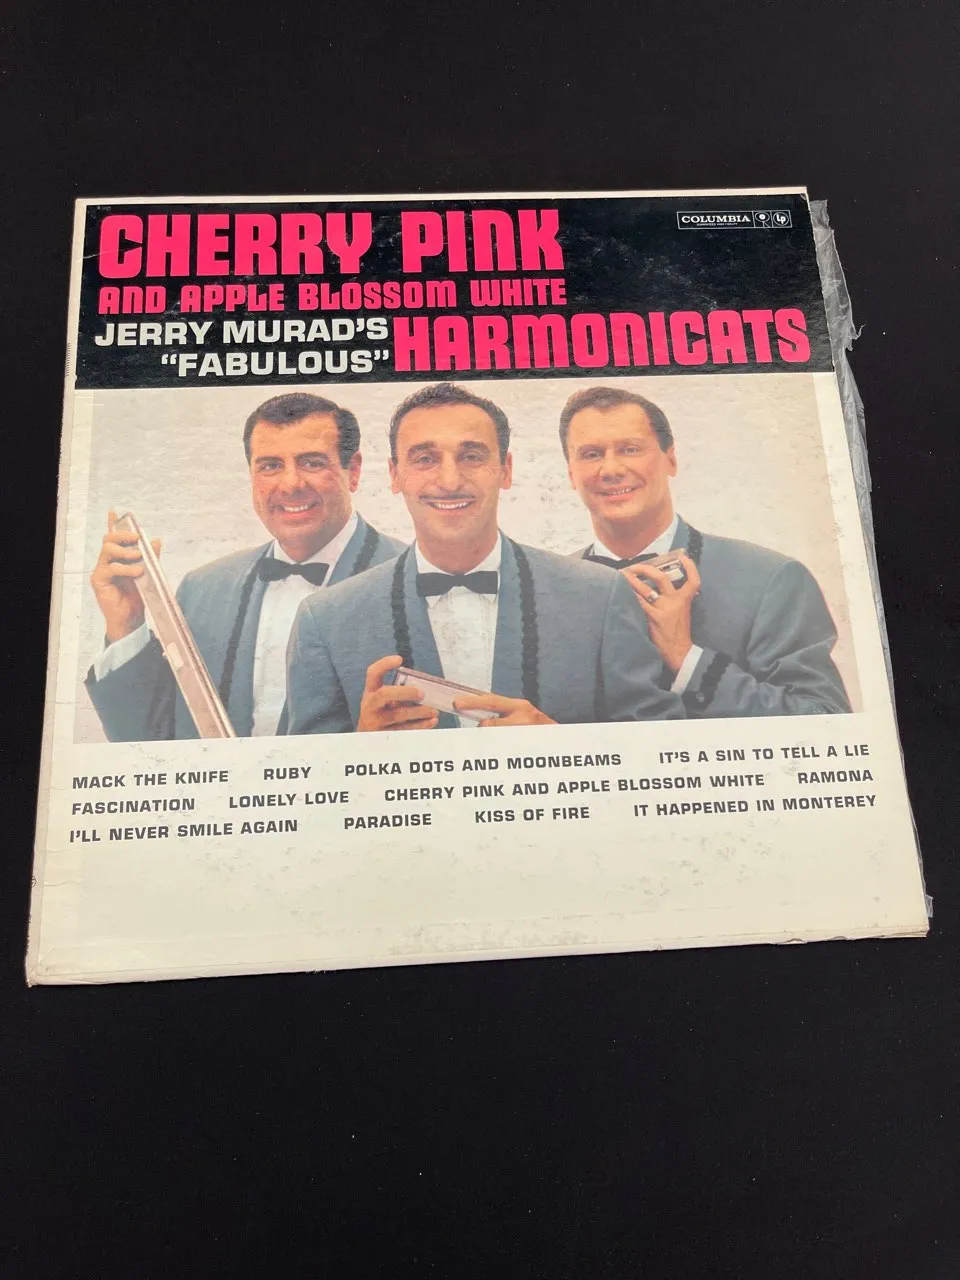 CHERRY PINK
COLUMBIA
LP
AND APPLE BLOSSOM WHITE
JERRY MURAD'S
"FABULOUS" HARMONICATS
MACK THE KNIFE RUBY POLKA DOTS AND MOONBEAMS IT'S A SIN TO TELL A LIE
FASCINATION LONELY LOVE CHERRY PINK AND APPLE BLOSSOM WHITE RAMONA
I'LL NEVER SMILE AGAIN PARADISE KISS OF FIRE IT HAPPENED IN MONTEREY